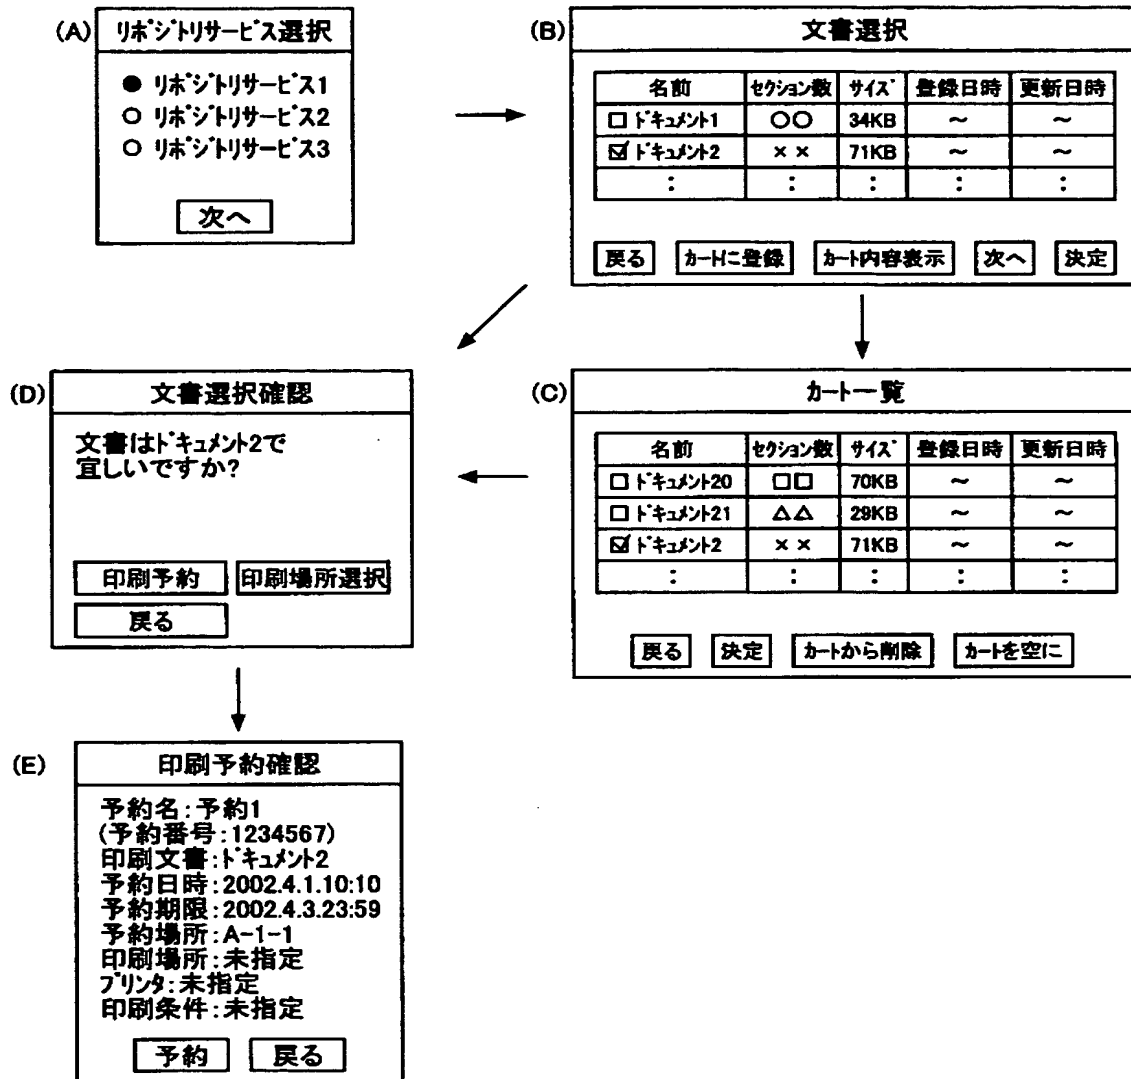 (A)
リポジトリサービス選択
● リポジトリサービス1
○ リポジトリサービス2
○ リポジトリサービス3
次へ
(B)
文書選択
名前 セクション数 サイズ 登録日時 更新日時
□ ドキュメント1 ○○ 34KB ～ ～
☑ ドキュメント2 ×× 71KB ～ ～
： ： ： ： ：
戻る カートに登録 カート内容表示 次へ 決定
(C)
カート一覧
名前 セクション数 サイズ 登録日時 更新日時
□ ドキュメント20 □□ 70KB ～ ～
□ ドキュメント21 △△ 29KB ～ ～
☑ ドキュメント2 ×× 71KB ～ ～
： ： ： ： ：
戻る 決定 カートから削除 カートを空に
(D)
文書選択確認
文書はドキュメント2で
宜しいですか?
印刷予約 印刷場所選択
戻る
(E)
印刷予約確認
予約名:予約1
(予約番号:1234567)
印刷文書:ドキュメント2
予約日時:2002.4.1.10:10
予約期限:2002.4.3.23:59
予約場所:A-1-1
印刷場所:未指定
プリンタ:未指定
印刷条件:未指定
予約 戻る